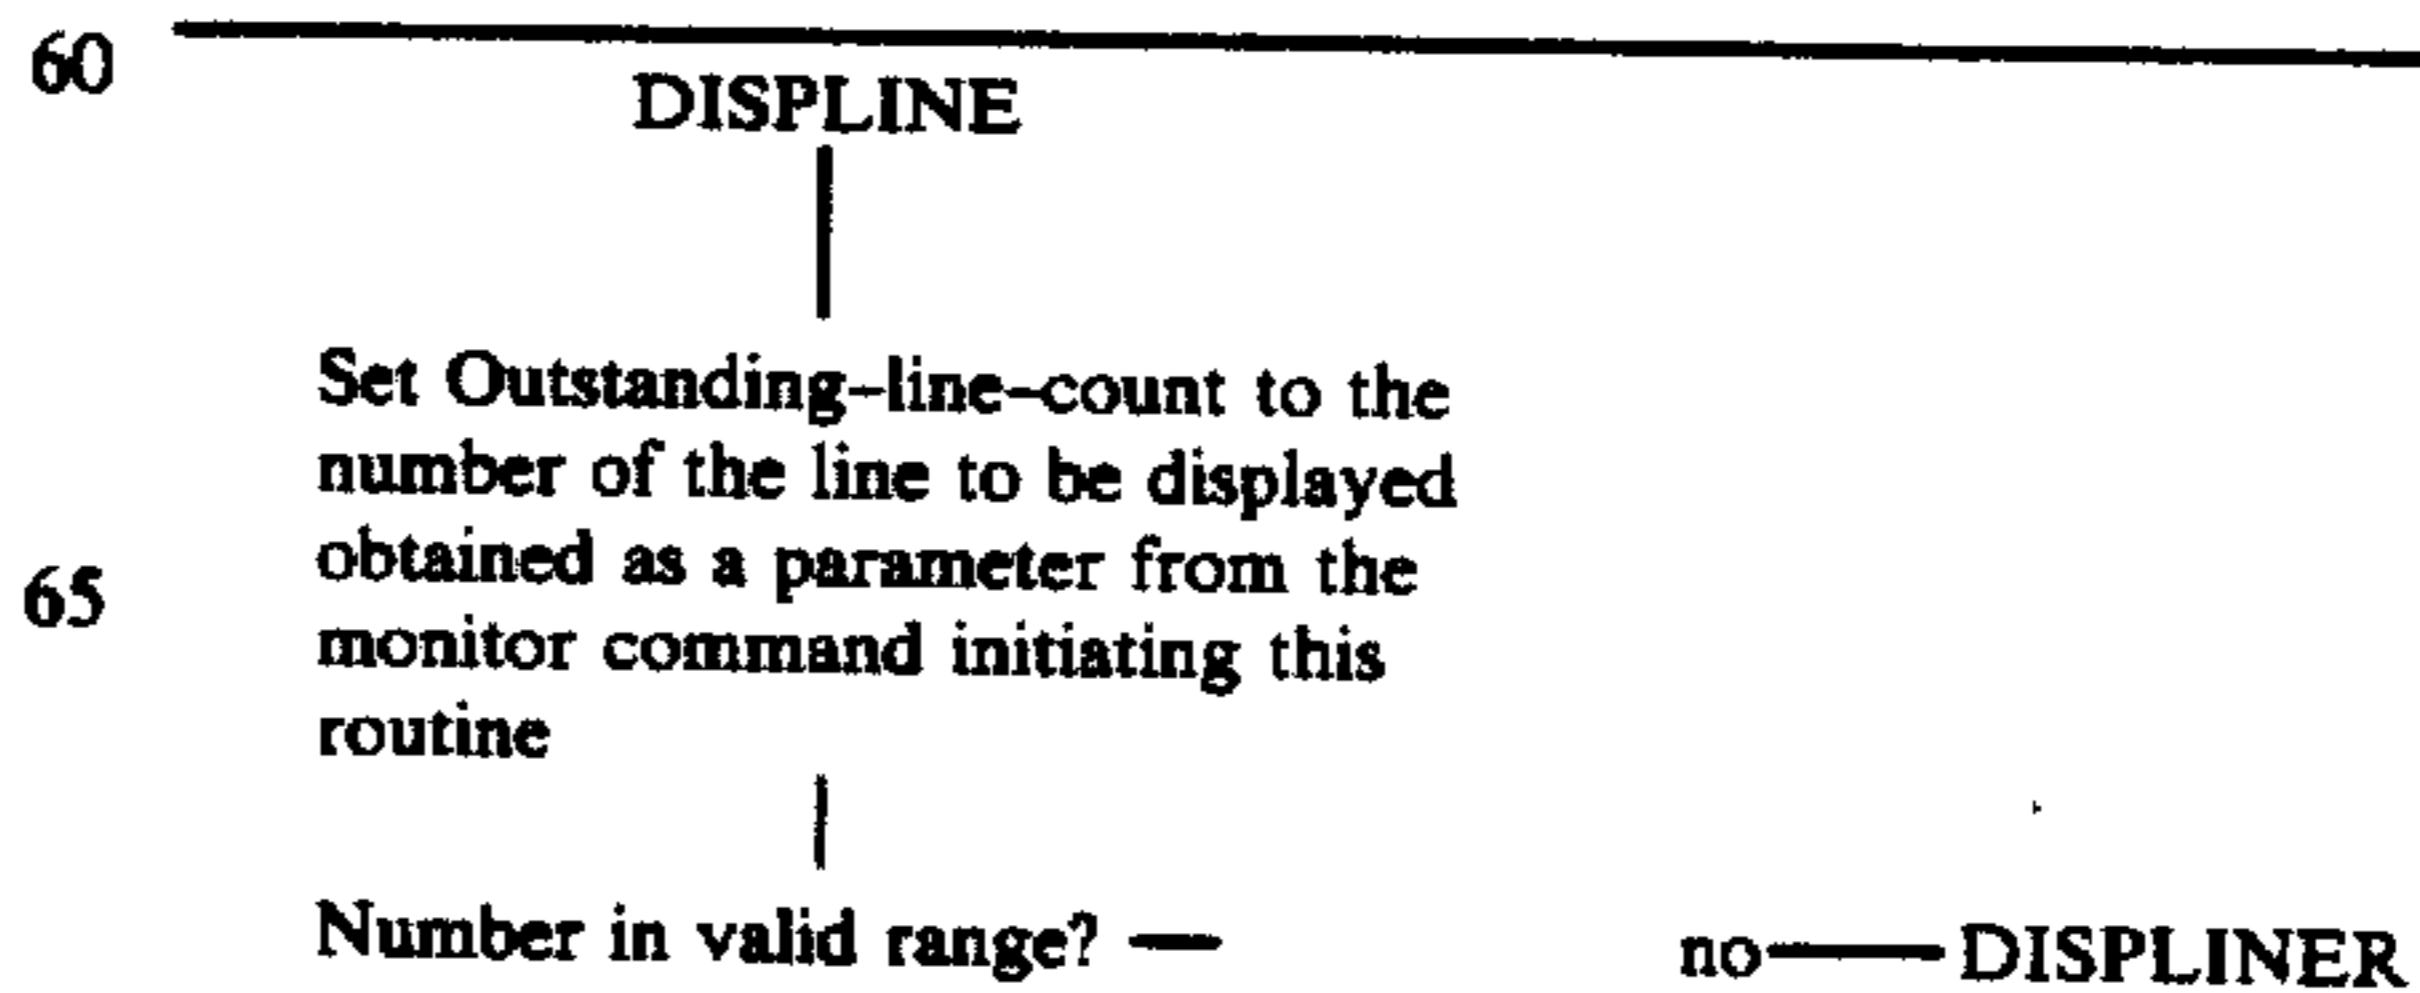 60
DISPLINE
Set Outstanding-line-count to the
number of the line to be displayed
65 obtained as a parameter from the
monitor command initiating this
routine
Number in valid range? — no — DISPLINER